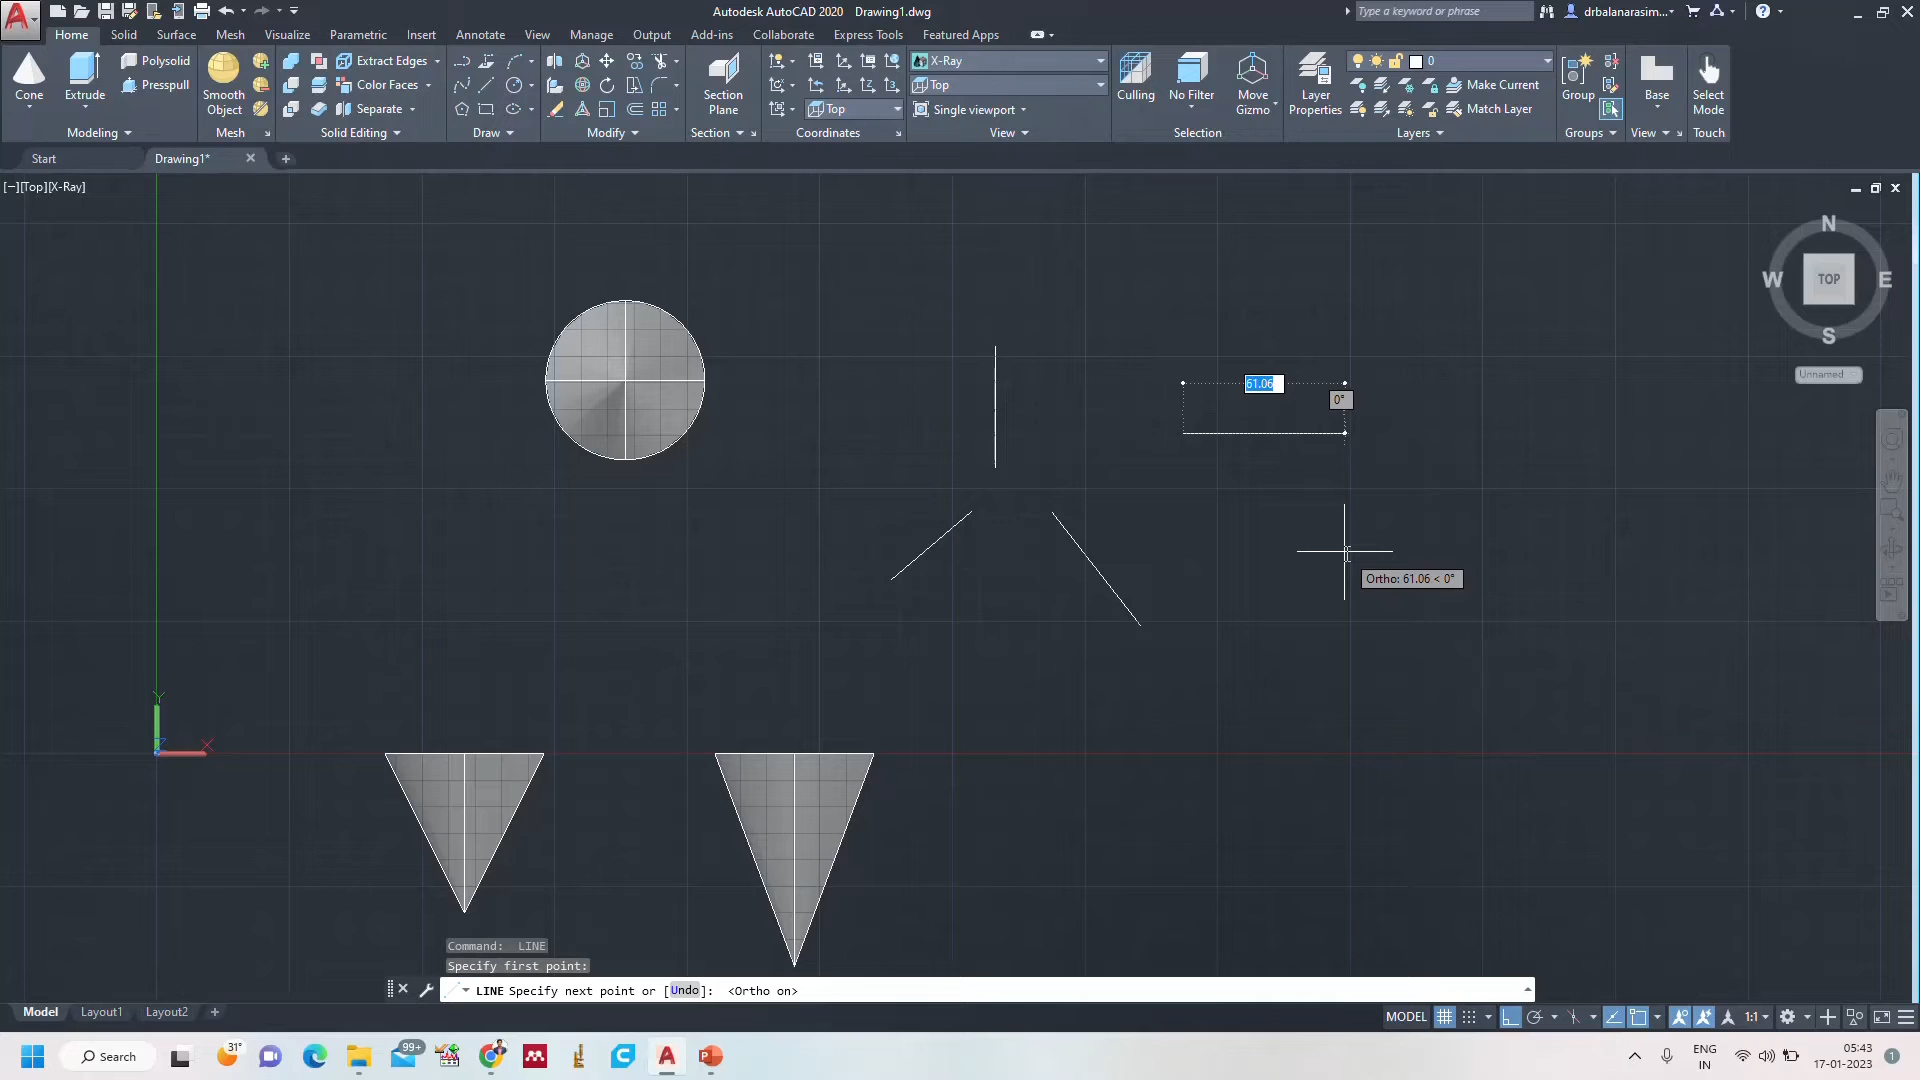 Autodesk AutoCAD 2020 Drawing1.dwg
Type a keyword or phrase
drbalanarasim...
Home Solid Surface Mesh Visualize Parametric Insert Annotate View Manage Output Add-ins Collaborate Express Tools Featured Apps
Cone
Extrude
Polysolid
Presspull
Modeling
Smooth
Object
Mesh
Extract Edges
Color Faces
Separate
Solid Editing
Draw
Modify
Section
Plane
Section
Top
Coordinates
X-Ray
Top
Single viewport
View
Culling
No Filter
Move
Gizmo
Selection
Layer
Properties
0
Make Current
Match Layer
Layers
Group
Groups
Base
View
Select
Mode
Touch
Start
Drawing1*
[−][Top][X-Ray]
N
W
TOP
E
S
Unnamed
61.06
0°
Ortho: 61.06 < 0°
Y
X
Command: LINE
Specify first point:
LINE Specify next point or [Undo]: <Ortho on>
Model
Layout1
Layout2
MODEL
1:1
Search
31°
99+
ENG
IN
05:43
17-01-2023
1